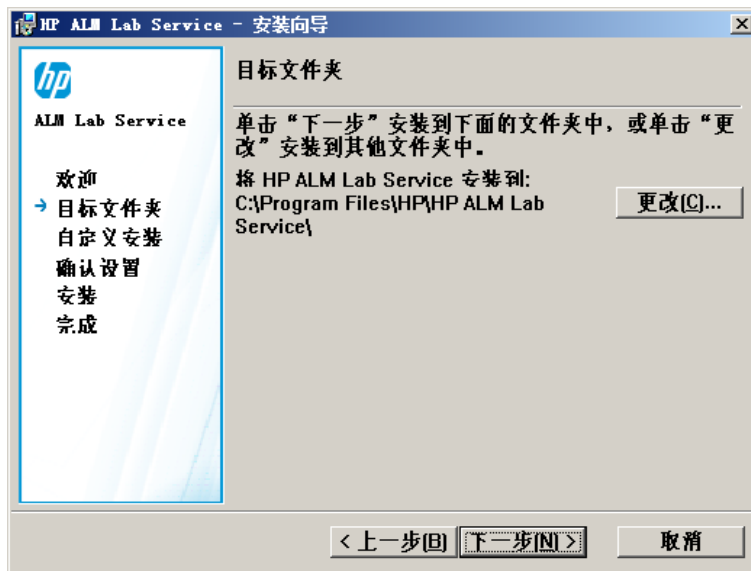 HP ALM Lab Service - 安装向导
hp
ALM Lab Service
欢迎
目标文件夹
自定义安装
确认设置
安装
完成
目标文件夹
单击“下一步”安装到下面的文件夹中，或单击“更
改”安装到其他文件夹中。
将 HP ALM Lab Service 安装到:
C:\Program Files\HP\HP ALM Lab
Service\
更改(C)...
< 上一步(B)
下一步(N) >
取消